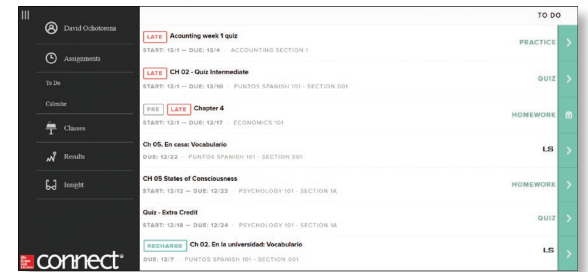 David Ochotorena
Assignments
To Do
Calendar
Classes
Results
Insight
connect
TO DO
LATE Acounting week 1 quiz
START: 12/1 — DUE: 12/4 · ACCOUNTING SECTION 1
PRACTICE
LATE CH 02 - Quiz Intermediate
START: 12/1 — DUE: 12/10 · PUNTOS SPANISH 101 - SECTION 001
QUIZ
PRE LATE Chapter 4
START: 12/1 — DUE: 12/17 · ECONOMICS 101
HOMEWORK
Ch 05. En casa: Vocabulario
DUE: 12/22 · PUNTOS SPANISH 101 - SECTION 001
LS
CH 05 States of Consciousness
START: 12/12 — DUE: 12/23 · PSYCHOLOGY 101 - SECTION 1A
HOMEWORK
Quiz - Extra Credit
START: 12/18 — DUE: 12/24 · PSYCHOLOGY 101 - SECTION 1A
QUIZ
RECHARGE Ch 02. En la universidad: Vocabulario
DUE: 12/7 · PUNTOS SPANISH 101 - SECTION 001
LS